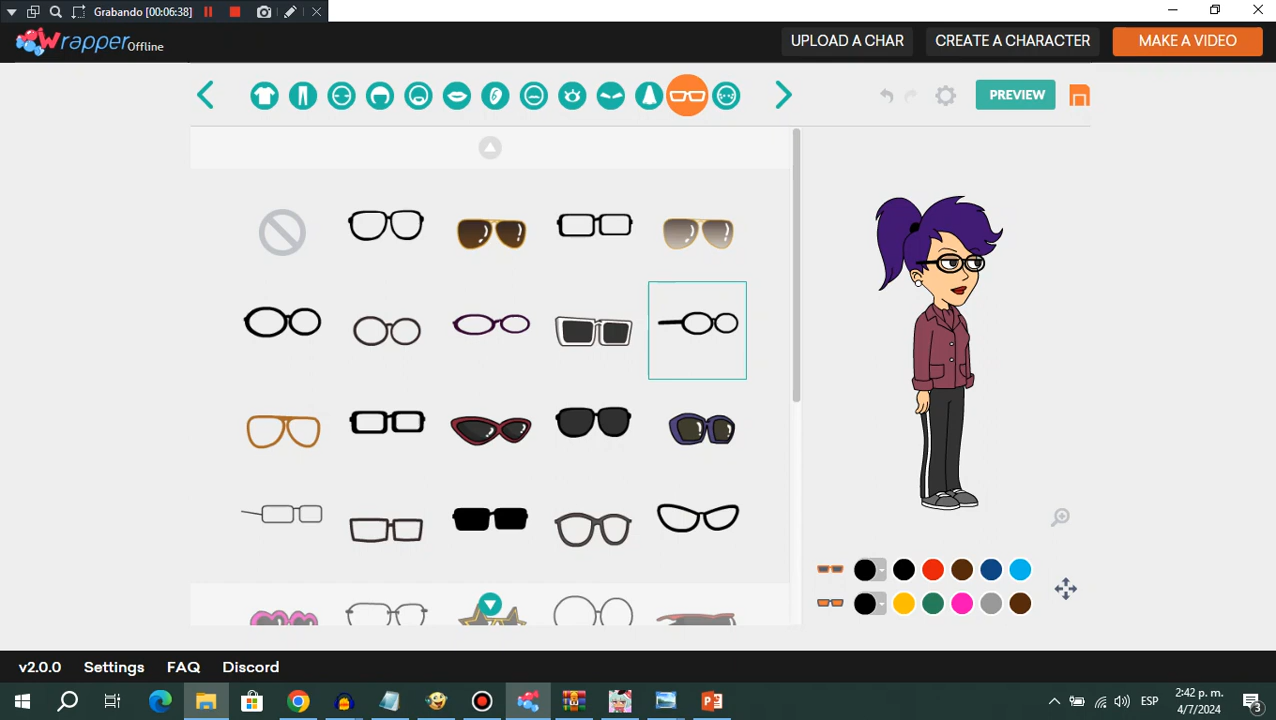 Grabando [00:06:38]
Wrapper Offline
UPLOAD A CHAR
CREATE A CHARACTER
MAKE A VIDEO
PREVIEW
v2.0.0
Settings
FAQ
Discord
ESP
2:42 p. m.
4/7/2024
3